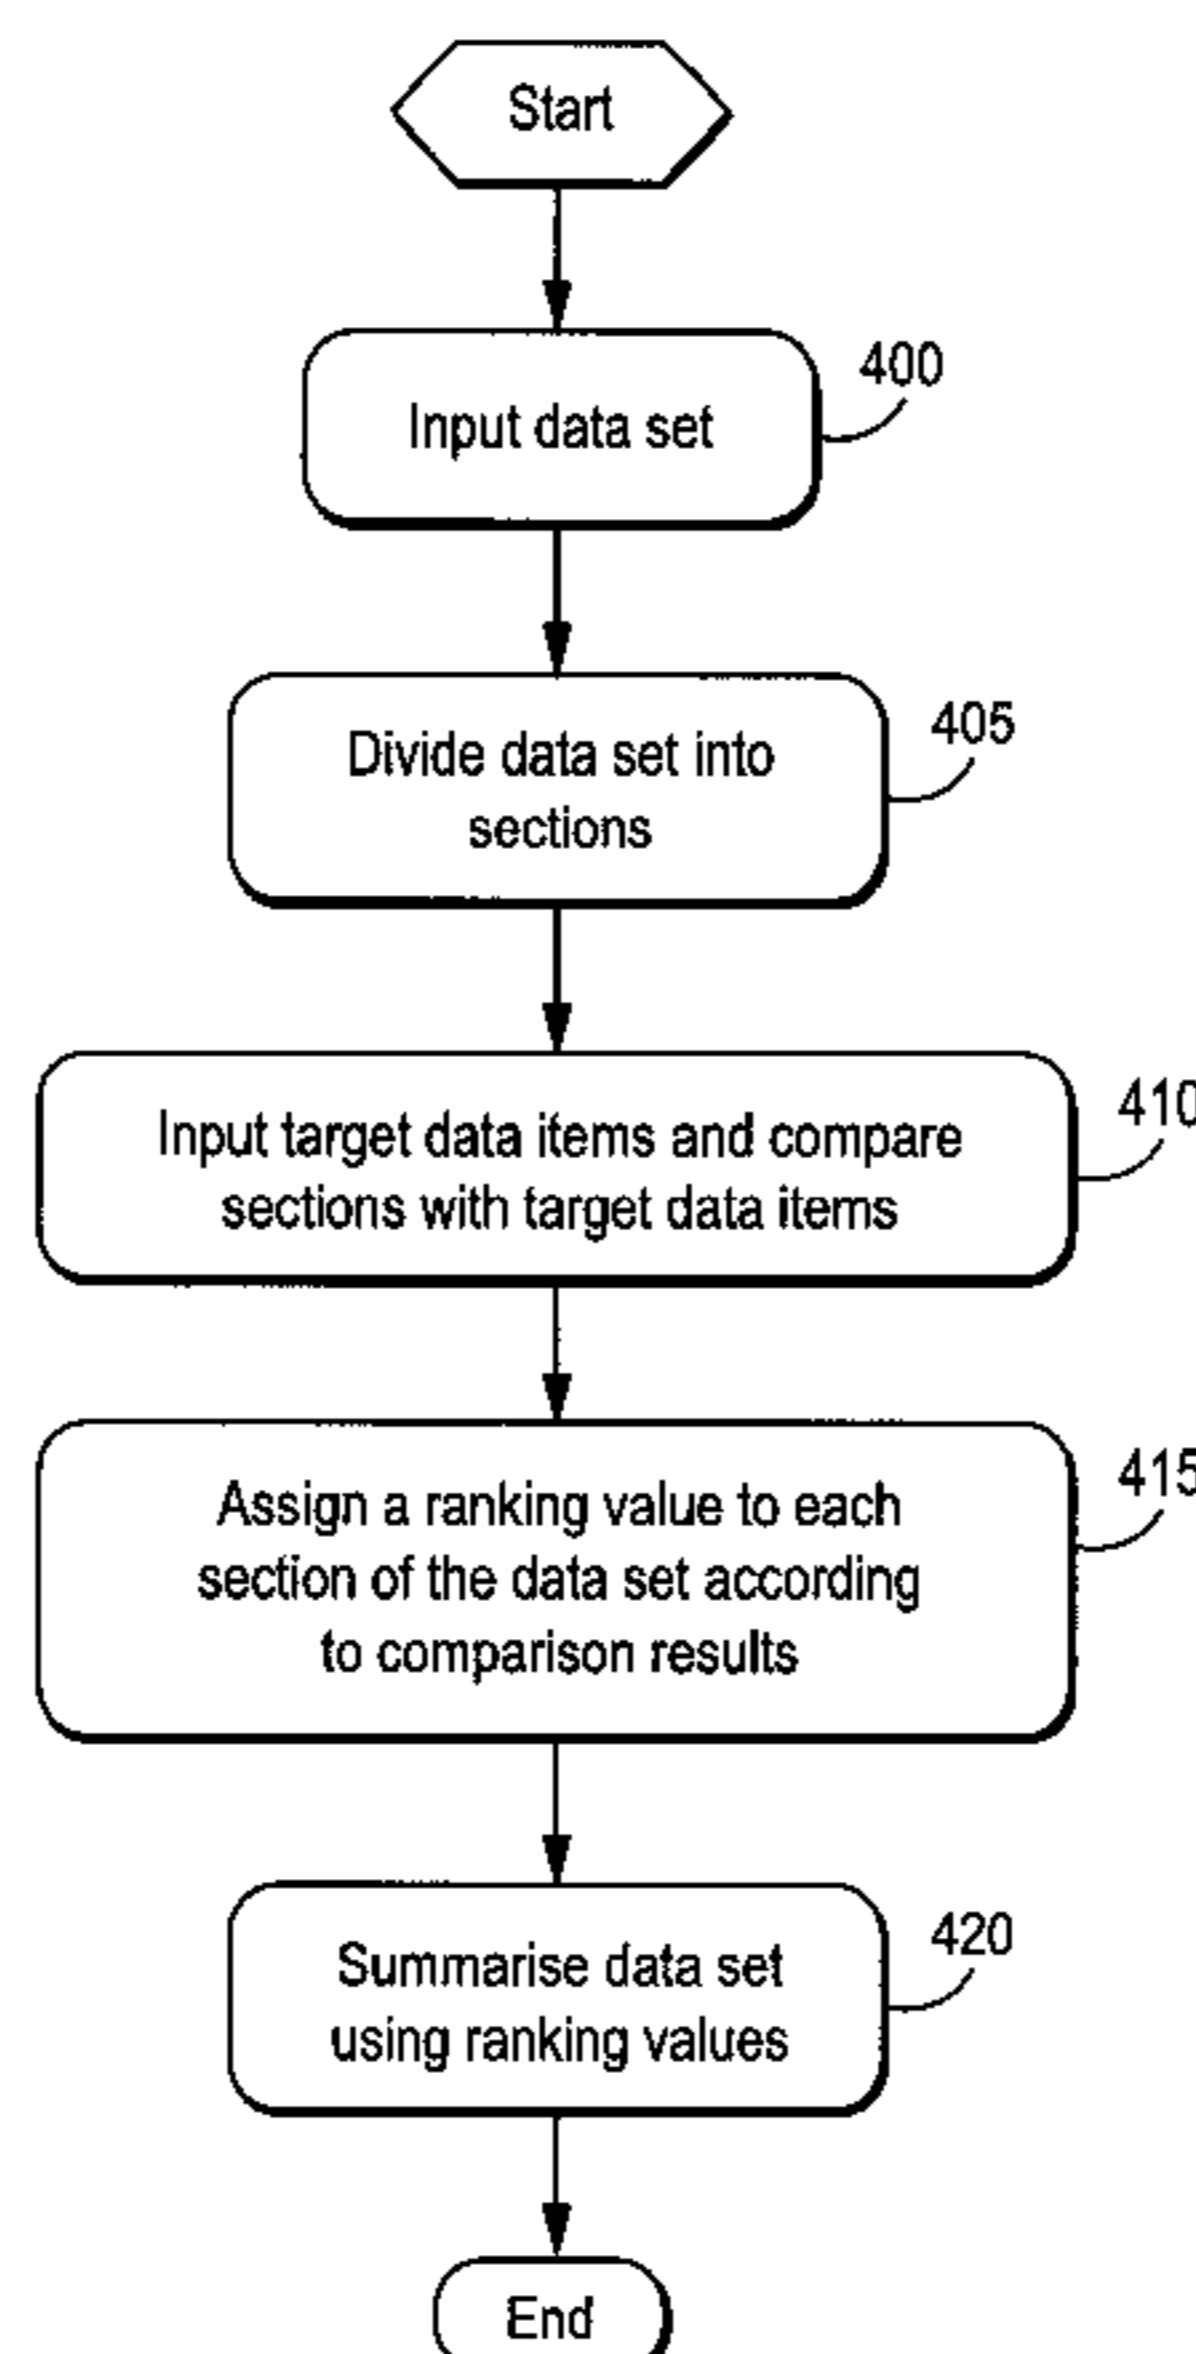 Start
400
Input data set
405
Divide data set into
sections
410
Input target data items and compare
sections with target data items
415
Assign a ranking value to each
section of the data set according
to comparison results
420
Summarise data set
using ranking values
End